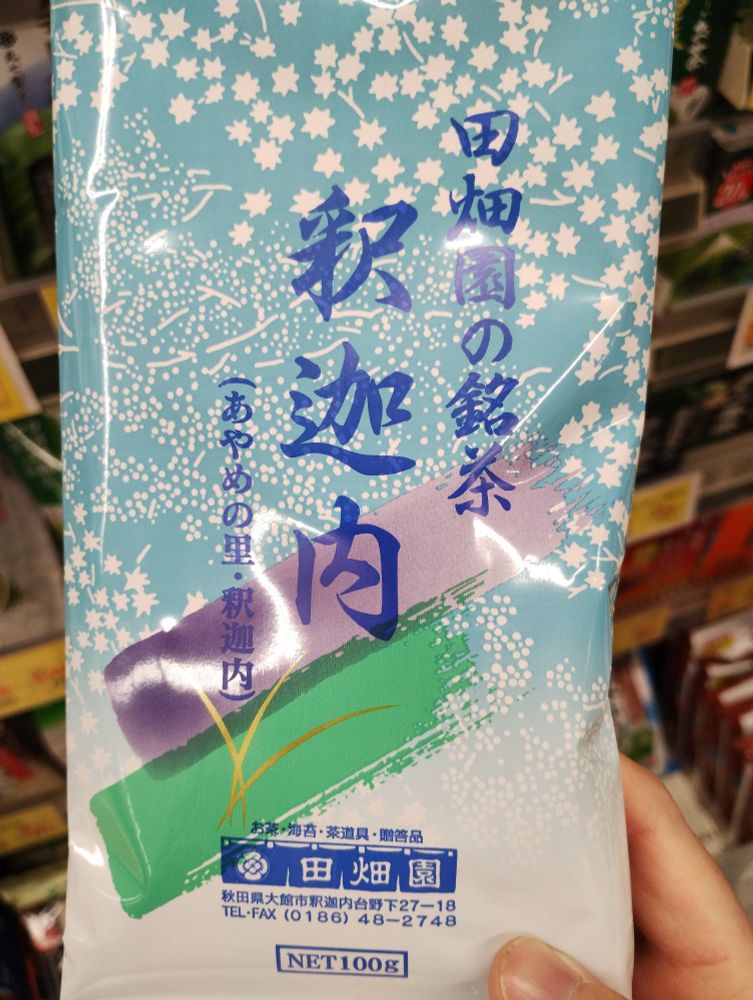 田畑園の銘茶
釈迦内
(あやめの里・釈迦内)
お茶・海苔・茶道具・贈答品
田畑園
秋田県大館市釈迦内台野下27-18
TEL・FAX (0186) 48-2748
NET100g